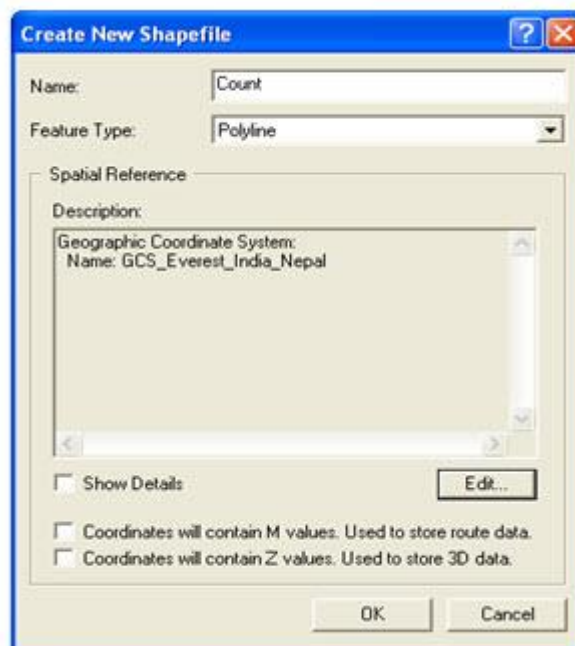 Create New Shapefile
Name:
Count
Feature Type:
Polyline
Spatial Reference
Description:
Geographic Coordinate System:
Name: GCS_Everest_India_Nepal
Show Details
Edit...
Coordinates will contain M values. Used to store route data.
Coordinates will contain Z values. Used to store 3D data.
OK
Cancel